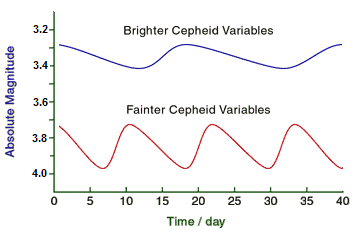 Brighter Cepheid Variables
Fainter Cepheid Variables
Absolute Magnitude
3.2
3.4
3.6
3.8
4.0
0 5 10 15 20 25 30 35 40
Time / day